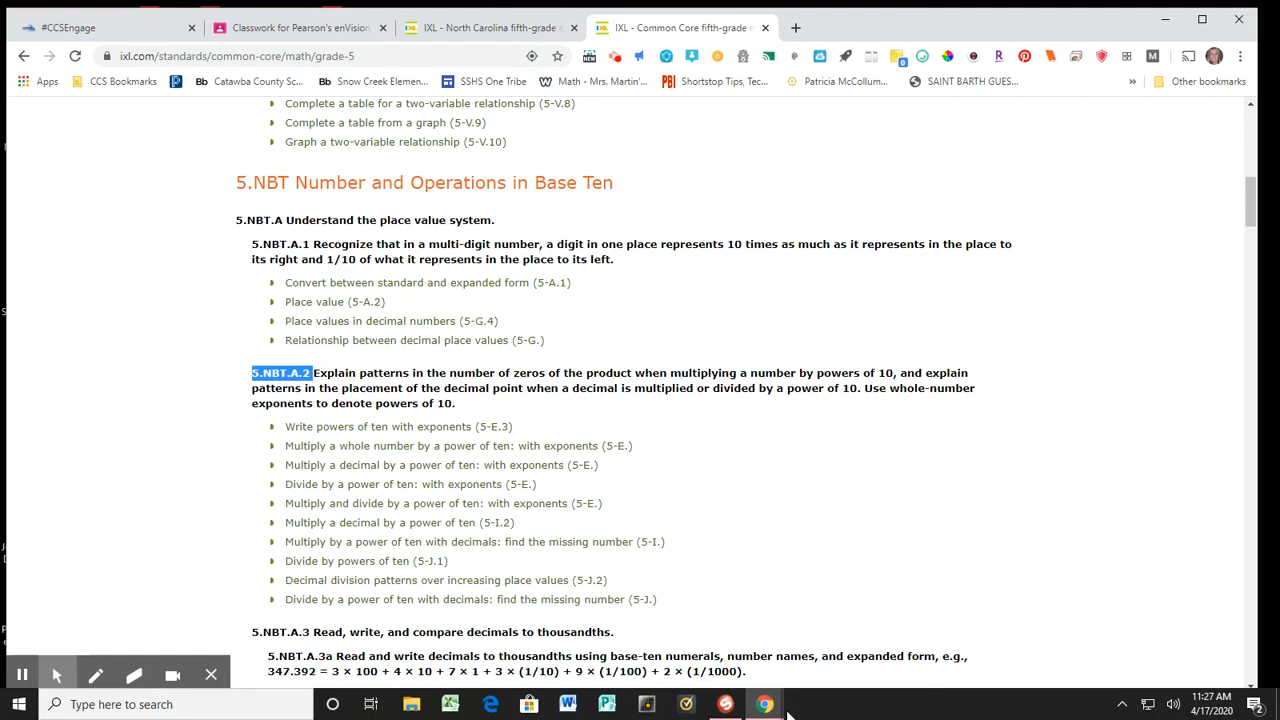 #CCSEngage
Classwork for Pearson's enVision
IXL - North Carolina fifth-grade m
IXL - Common Core fifth-grade m
ixl.com/standards/common-core/math/grade-5
Apps
CCS Bookmarks
Catawba County Sc...
Snow Creek Elemen...
SSHS One Tribe
Math - Mrs. Martin'...
Shortstop Tips, Tec...
Patricia McCollum...
SAINT BARTH GUES...
Other bookmarks
Complete a table for a two-variable relationship (5-V.8)
Complete a table from a graph (5-V.9)
Graph a two-variable relationship (5-V.10)
5.NBT Number and Operations in Base Ten
5.NBT.A Understand the place value system.
5.NBT.A.1 Recognize that in a multi-digit number, a digit in one place represents 10 times as much as it represents in the place to
its right and 1/10 of what it represents in the place to its left.
Convert between standard and expanded form (5-A.1)
Place value (5-A.2)
Place values in decimal numbers (5-G.4)
Relationship between decimal place values (5-G.)
5.NBT.A.2 Explain patterns in the number of zeros of the product when multiplying a number by powers of 10, and explain
patterns in the placement of the decimal point when a decimal is multiplied or divided by a power of 10. Use whole-number
exponents to denote powers of 10.
Write powers of ten with exponents (5-E.3)
Multiply a whole number by a power of ten: with exponents (5-E.)
Multiply a decimal by a power of ten: with exponents (5-E.)
Divide by a power of ten: with exponents (5-E.)
Multiply and divide by a power of ten: with exponents (5-E.)
Multiply a decimal by a power of ten (5-I.2)
Multiply by a power of ten with decimals: find the missing number (5-I.)
Divide by powers of ten (5-J.1)
Decimal division patterns over increasing place values (5-J.2)
Divide by a power of ten with decimals: find the missing number (5-J.)
5.NBT.A.3 Read, write, and compare decimals to thousandths.
5.NBT.A.3a Read and write decimals to thousandths using base-ten numerals, number names, and expanded form, e.g.,
347.392 = 3 × 100 + 4 × 10 + 7 × 1 + 3 × (1/10) + 9 × (1/100) + 2 × (1/1000).
Type here to search
11:27 AM
4/17/2020